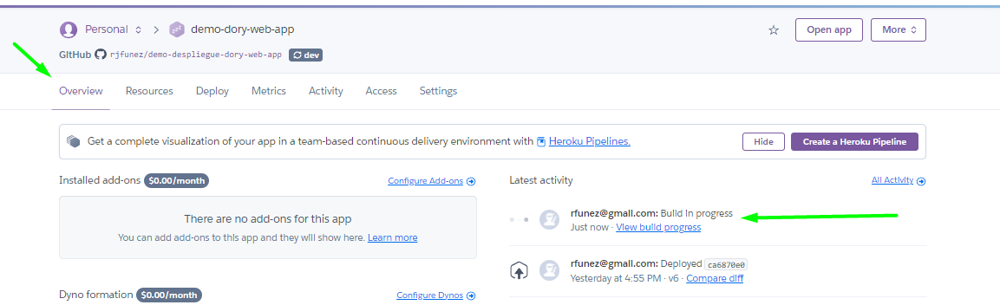 Personal demo-dory-web-app
Open app
More
GitHub rjfunez/demo-despliegue-dory-web-app dev
Overview Resources Deploy Metrics Activity Access Settings
Get a complete visualization of your app in a team-based continuous delivery environment with Heroku Pipelines.
Hide
Create a Heroku Pipeline
Installed add-ons $0.00/month
Configure Add-ons
There are no add-ons for this app
You can add add-ons to this app and they will show here. Learn more
Dyno formation $0.00/month
Configure Dynos
Latest activity
All Activity
rfunez@gmail.com: Build in progress
Just now · View build progress
rfunez@gmail.com: Deployed ca6870e0
Yesterday at 4:55 PM · v6 · Compare diff